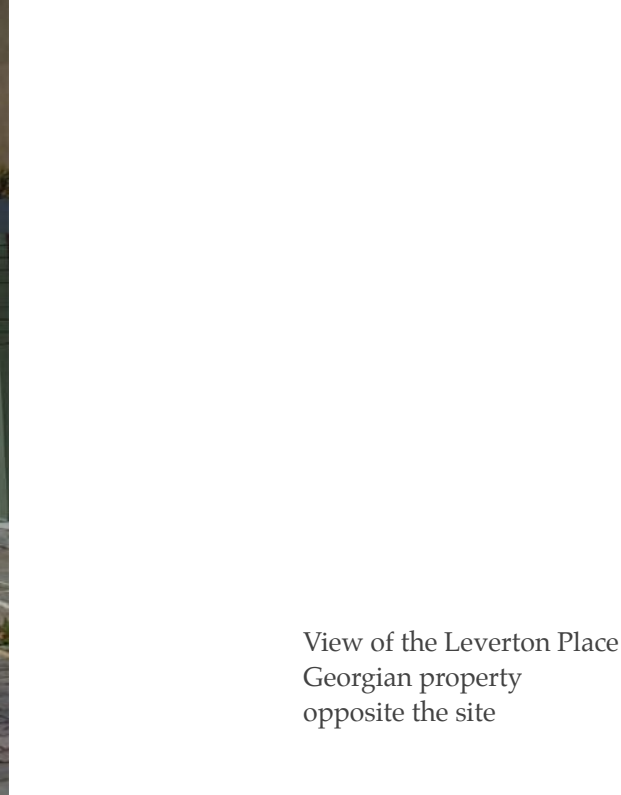 View of the Leverton Place
Georgian property
opposite the site